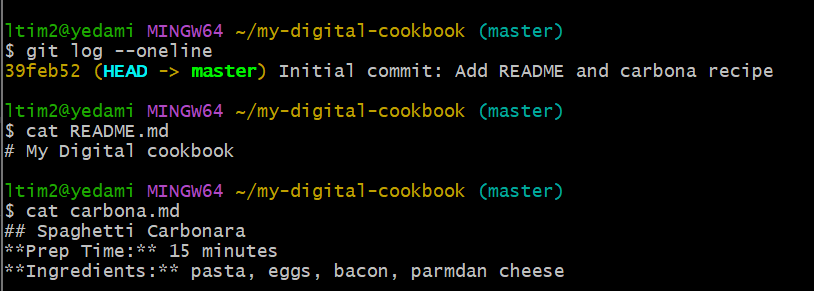 ltim2@yedami MINGW64 ~/my-digital-cookbook (master)
$ git log --oneline
39feb52 (HEAD -> master) Initial commit: Add README and carbona recipe
ltim2@yedami MINGW64 ~/my-digital-cookbook (master)
$ cat README.md
# My Digital cookbook
ltim2@yedami MINGW64 ~/my-digital-cookbook (master)
$ cat carbona.md
## Spaghetti Carbonara
**Prep Time:** 15 minutes
**Ingredients:** pasta, eggs, bacon, parmdan cheese